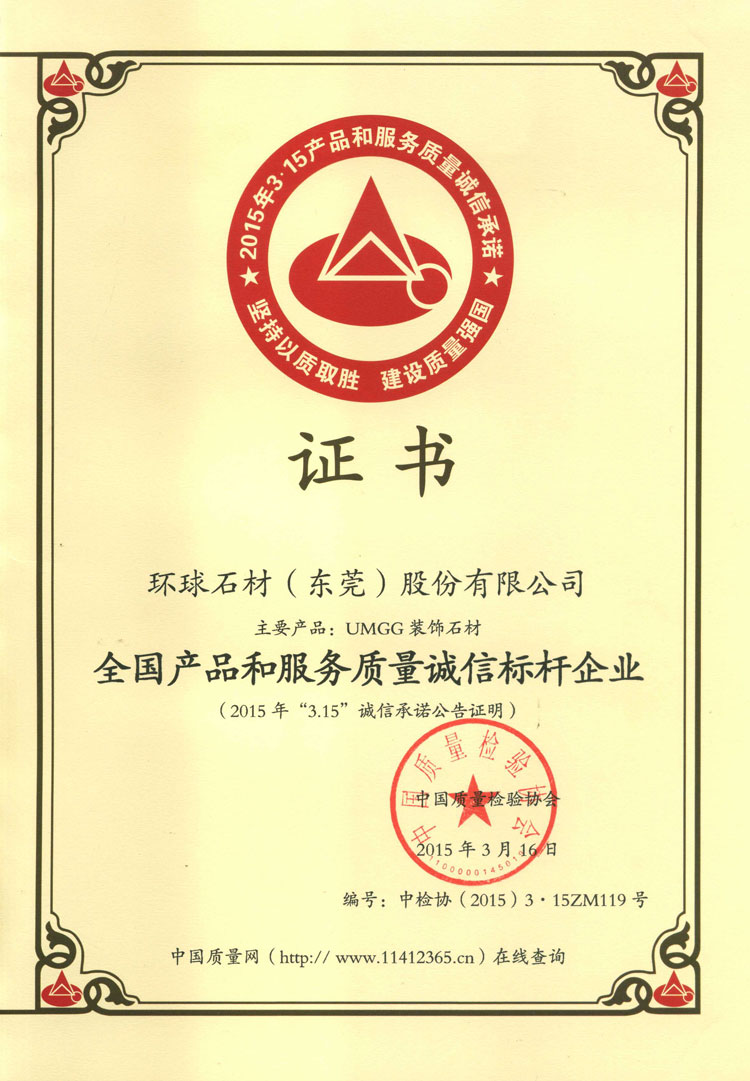 2015年3·15产品和服务质量诚信承诺
★ ★
坚持以质取胜 建设质量强国
证书
环球石材（东莞）股份有限公司
主要产品：UMGG 装饰石材
全国产品和服务质量诚信标杆企业
（2015 年“3.15”诚信承诺公告证明）
中国质量检验协会
中国质量检验协会
2015 年 3 月 16 日
编号：中检协（2015）3·15ZM119 号
中国质量网（http:// www.11412365.cn）在线查询